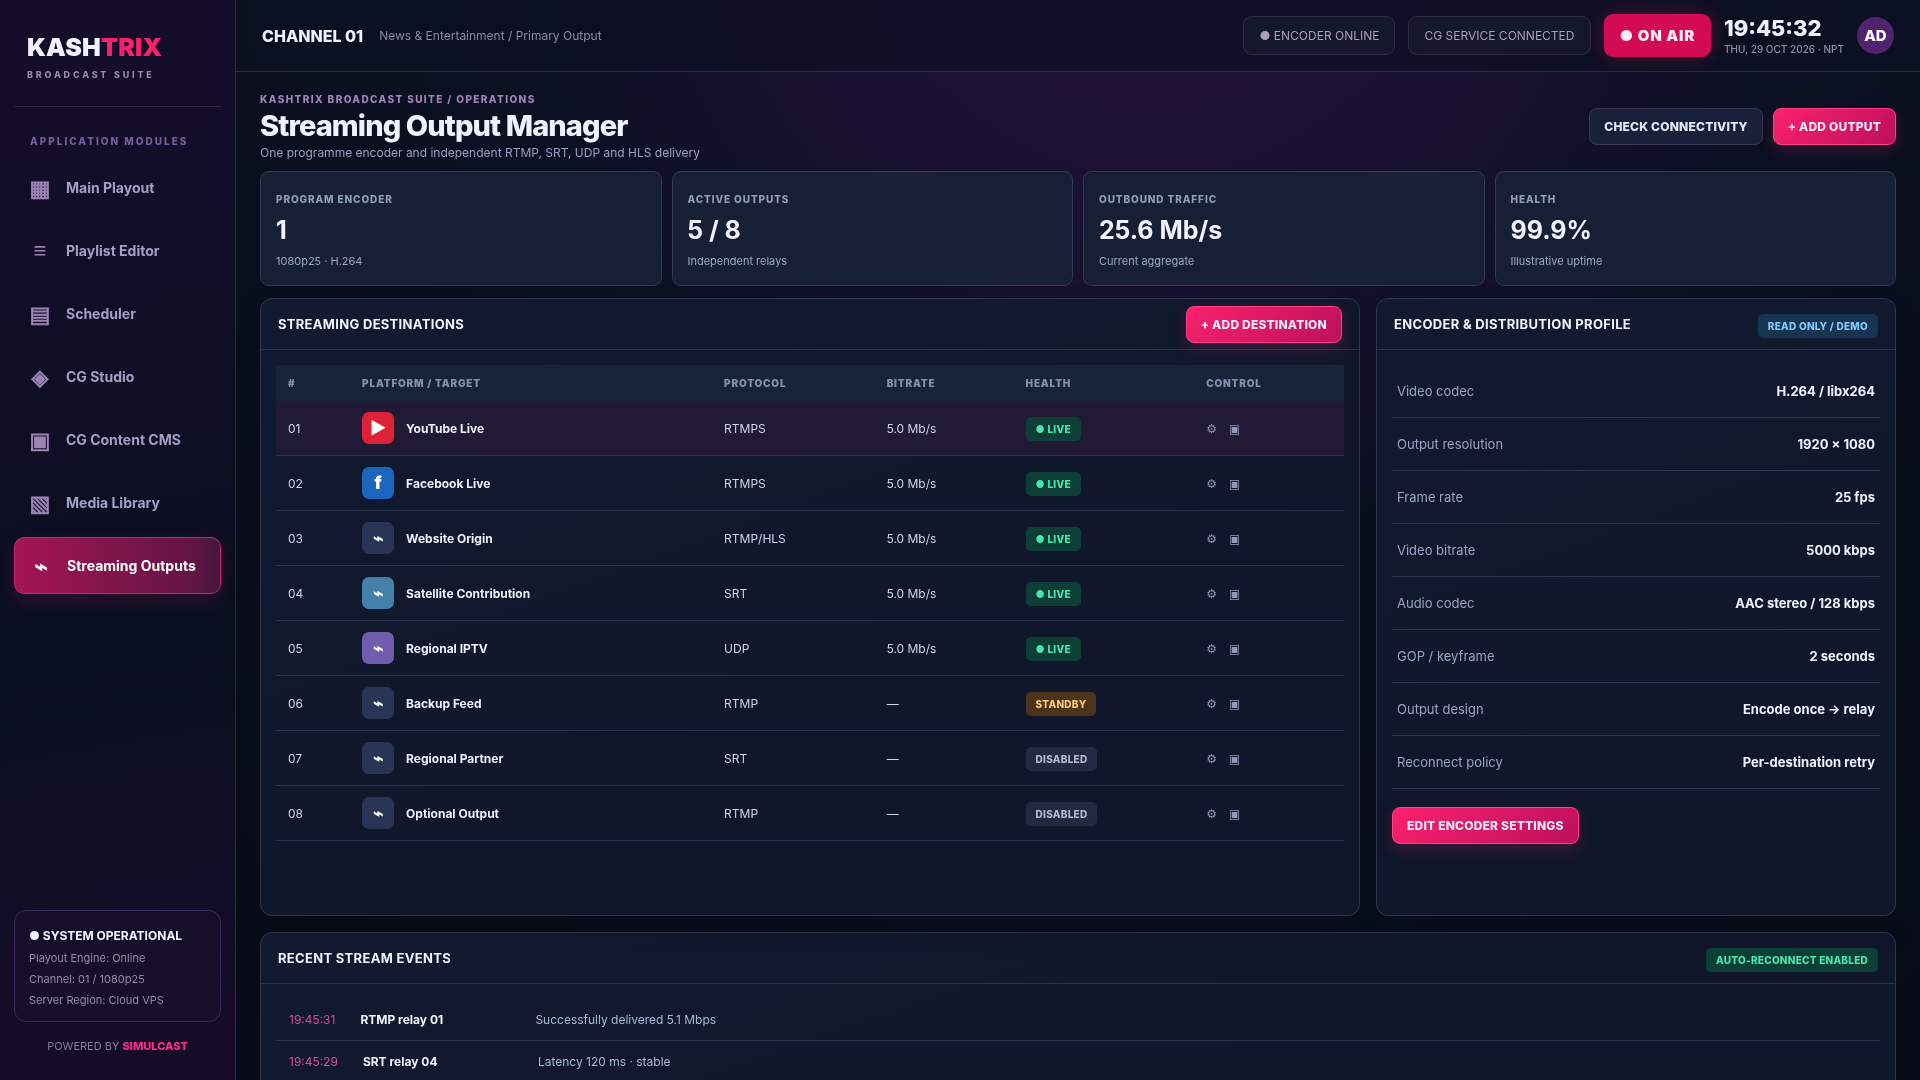 KASHTRIX
BROADCAST SUITE
APPLICATION MODULES
Main Playout
Playlist Editor
Scheduler
CG Studio
CG Content CMS
Media Library
Streaming Outputs
SYSTEM OPERATIONAL
Playout Engine: Online
Channel: 01 / 1080p25
Server Region: Cloud VPS
POWERED BY SIMULCAST
CHANNEL 01 News & Entertainment / Primary Output
ENCODER ONLINE
CG SERVICE CONNECTED
ON AIR
19:45:32
THU, 29 OCT 2026 · NPT
AD
KASHTRIX BROADCAST SUITE / OPERATIONS
Streaming Output Manager
One programme encoder and independent RTMP, SRT, UDP and HLS delivery
CHECK CONNECTIVITY
+ ADD OUTPUT
PROGRAM ENCODER
1
1080p25 · H.264
ACTIVE OUTPUTS
5 / 8
Independent relays
OUTBOUND TRAFFIC
25.6 Mb/s
Current aggregate
HEALTH
99.9%
Illustrative uptime
STREAMING DESTINATIONS
+ ADD DESTINATION
# PLATFORM / TARGET PROTOCOL BITRATE HEALTH CONTROL
01 YouTube Live RTMPS 5.0 Mb/s LIVE
02 f Facebook Live RTMPS 5.0 Mb/s LIVE
03 Website Origin RTMP/HLS 5.0 Mb/s LIVE
04 Satellite Contribution SRT 5.0 Mb/s LIVE
05 Regional IPTV UDP 5.0 Mb/s LIVE
06 Backup Feed RTMP — STANDBY
07 Regional Partner SRT — DISABLED
08 Optional Output RTMP — DISABLED
ENCODER & DISTRIBUTION PROFILE
READ ONLY / DEMO
Video codec H.264 / libx264
Output resolution 1920 × 1080
Frame rate 25 fps
Video bitrate 5000 kbps
Audio codec AAC stereo / 128 kbps
GOP / keyframe 2 seconds
Output design Encode once → relay
Reconnect policy Per-destination retry
EDIT ENCODER SETTINGS
RECENT STREAM EVENTS
AUTO-RECONNECT ENABLED
19:45:31 RTMP relay 01 Successfully delivered 5.1 Mbps
19:45:29 SRT relay 04 Latency 120 ms · stable